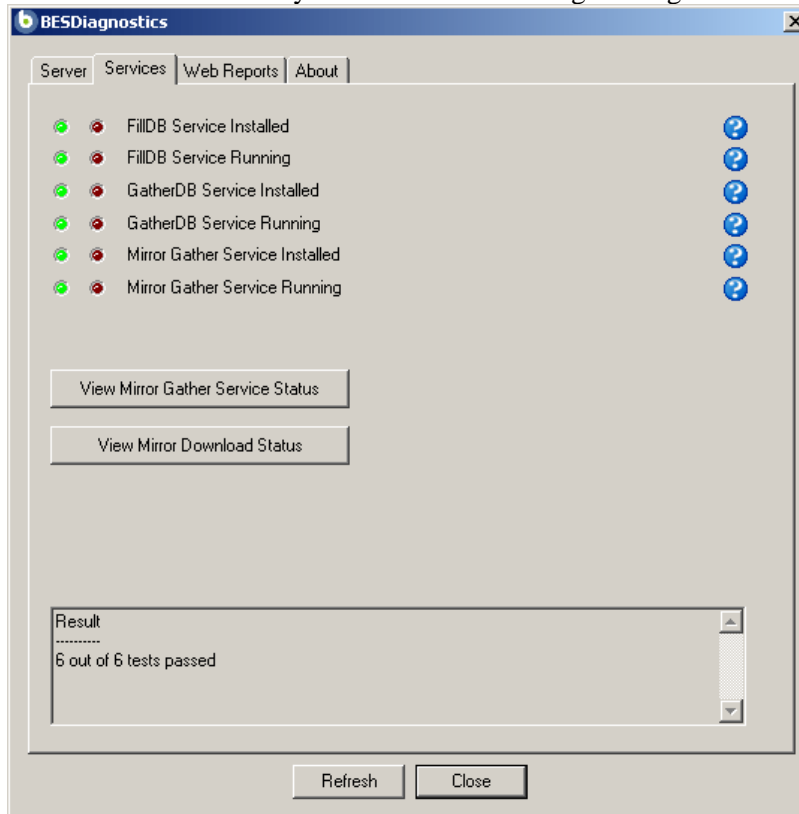 BESDiagnostics
Server Services Web Reports About
FillDB Service Installed
FillDB Service Running
GatherDB Service Installed
GatherDB Service Running
Mirror Gather Service Installed
Mirror Gather Service Running
View Mirror Gather Service Status
View Mirror Download Status
Result
----------
6 out of 6 tests passed
Refresh Close